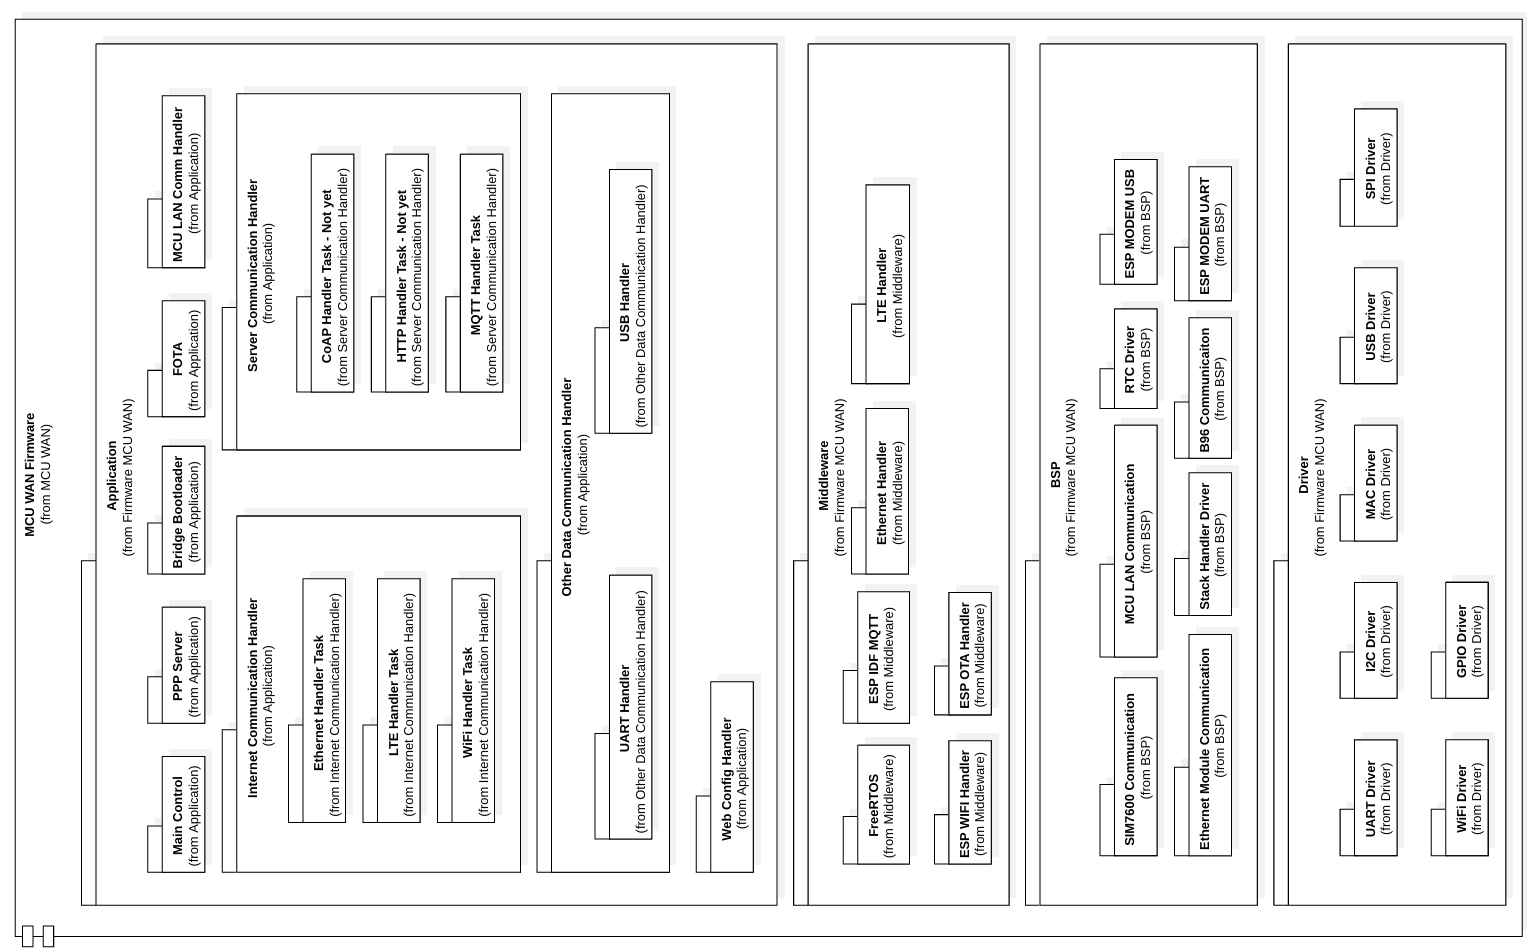 MCU WAN Firmware
(from MCU WAN)
Application
(from Firmware MCU WAN)
Main Control
(from Application)
PPP Server
(from Application)
Bridge Bootloader
(from Application)
FOTA
(from Application)
MCU LAN Comm Handler
(from Application)
Internet Communication Handler
(from Application)
Ethernet Handler Task
(from Internet Communication Handler)
LTE Handler Task
(from Internet Communication Handler)
WiFi Handler Task
(from Internet Communication Handler)
Server Communication Handler
(from Application)
CoAP Handler Task - Not yet
(from Server Communication Handler)
HTTP Handler Task - Not yet
(from Server Communication Handler)
MQTT Handler Task
(from Server Communication Handler)
Other Data Communication Handler
(from Application)
UART Handler
(from Other Data Communication Handler)
USB Handler
(from Other Data Communication Handler)
Web Config Handler
(from Application)
Middleware
(from Firmware MCU WAN)
FreeRTOS
(from Middleware)
ESP IDF MQTT
(from Middleware)
Ethernet Handler
(from Middleware)
LTE Handler
(from Middleware)
ESP WIFI Handler
(from Middleware)
ESP OTA Handler
(from Middleware)
BSP
(from Firmware MCU WAN)
SIM7600 Communication
(from BSP)
MCU LAN Communication
(from BSP)
RTC Driver
(from BSP)
ESP MODEM USB
(from BSP)
Ethernet Module Communication
(from BSP)
Stack Handler Driver
(from BSP)
B96 Communicaiton
(from BSP)
ESP MODEM UART
(from BSP)
Driver
(from Firmware MCU WAN)
UART Driver
(from Driver)
I2C Driver
(from Driver)
MAC Driver
(from Driver)
USB Driver
(from Driver)
SPI Driver
(from Driver)
WiFi Driver
(from Driver)
GPIO Driver
(from Driver)